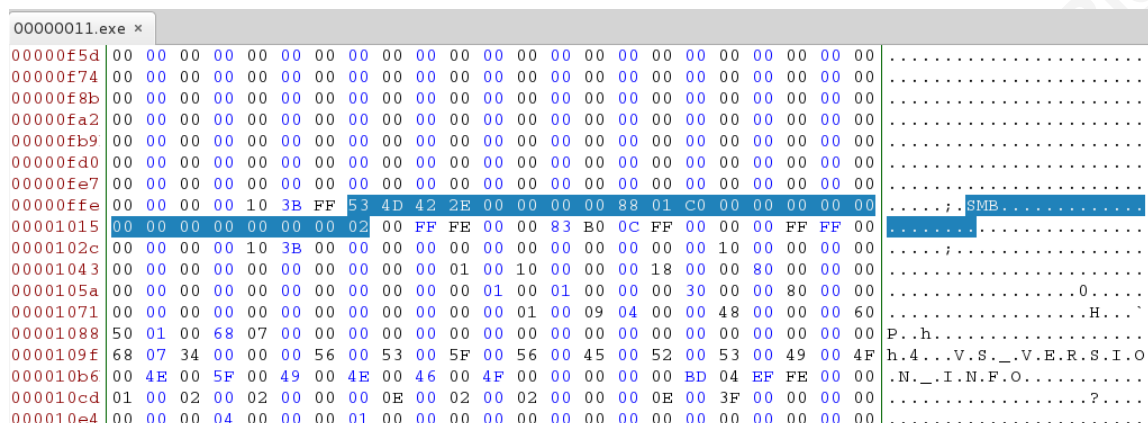 00000011.exe ×
00000f5d 00 00 00 00 00 00 00 00 00 00 00 00 00 00 00 00 00 00 00 00 00 00 00 .......................
00000f74 00 00 00 00 00 00 00 00 00 00 00 00 00 00 00 00 00 00 00 00 00 00 00 .......................
00000f8b 00 00 00 00 00 00 00 00 00 00 00 00 00 00 00 00 00 00 00 00 00 00 00 .......................
00000fa2 00 00 00 00 00 00 00 00 00 00 00 00 00 00 00 00 00 00 00 00 00 00 00 .......................
00000fb9 00 00 00 00 00 00 00 00 00 00 00 00 00 00 00 00 00 00 00 00 00 00 00 .......................
00000fd0 00 00 00 00 00 00 00 00 00 00 00 00 00 00 00 00 00 00 00 00 00 00 00 .......................
00000fe7 00 00 00 00 00 00 00 00 00 00 00 00 00 00 00 00 00 00 00 00 00 00 00 .......................
00000ffe 00 00 00 00 10 3B FF 53 4D 42 2E 00 00 00 00 88 01 C0 00 00 00 00 00 .....;.SMB.............
00001015 00 00 00 00 00 00 00 02 00 FF FE 00 00 83 B0 0C FF 00 00 00 FF FF 00 .......................
0000102c 00 00 00 00 10 3B 00 00 00 00 00 00 00 00 00 00 00 00 10 00 00 00 00 .....;.................
00001043 00 00 00 00 00 00 00 00 00 00 01 00 10 00 00 00 18 00 00 80 00 00 00 .......................
0000105a 00 00 00 00 00 00 00 00 00 00 00 01 00 01 00 00 00 30 00 00 80 00 00 .................0.....
00001071 00 00 00 00 00 00 00 00 00 00 00 00 01 00 09 04 00 00 48 00 00 00 60 ..................H...`
00001088 50 01 00 68 07 00 00 00 00 00 00 00 00 00 00 00 00 00 00 00 00 00 00 P..h...................
0000109f 68 07 34 00 00 00 56 00 53 00 5F 00 56 00 45 00 52 00 53 00 49 00 4F h.4...V.S._.V.E.R.S.I.O
000010b6 00 4E 00 5F 00 49 00 4E 00 46 00 4F 00 00 00 00 00 BD 04 EF FE 00 00 .N._.I.N.F.O...........
000010cd 01 00 02 00 02 00 00 00 0E 00 02 00 02 00 00 00 0E 00 3F 00 00 00 00 ..................?....
000010e4 00 00 00 04 00 00 00 01 00 00 00 00 00 00 00 00 00 00 00 00 00 00 00 .......................